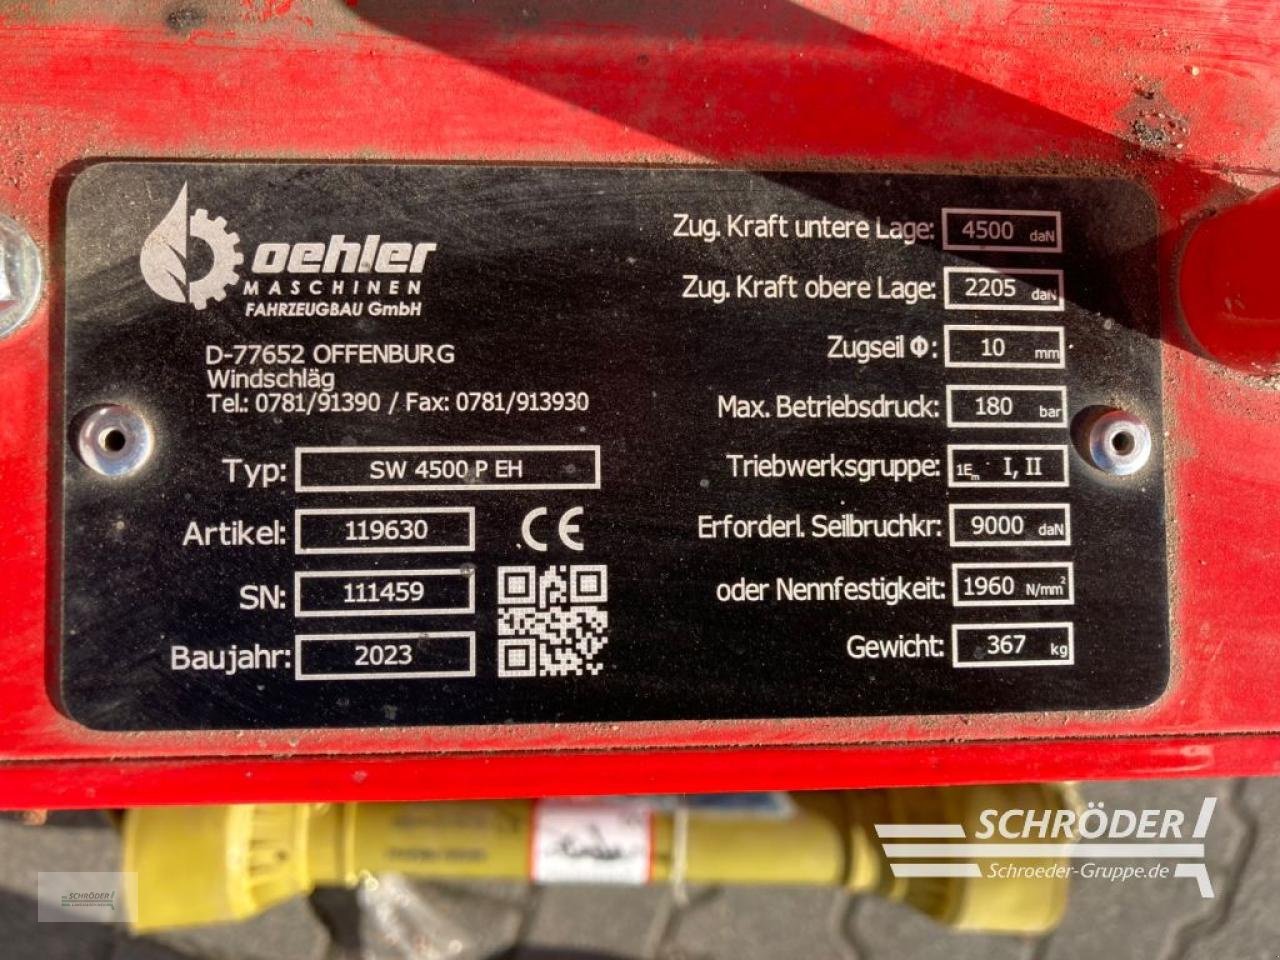 oehler
MASCHINEN
FAHRZEUGBAU GmbH
D-77652 OFFENBURG
Windschläg
Tel.: 0781/91390 / Fax: 0781/913930
Typ: SW 4500 P EH
Artikel: 119630
CE
SN: 111459
Baujahr: 2023
Zug. Kraft untere Lage: 4500 daN
Zug. Kraft obere Lage: 2205 daN
Zugseil Φ: 10 mm
Max. Betriebsdruck: 180 bar
Triebwerksgruppe: 1Em I, II
Erforderl. Seilbruchkr: 9000 daN
oder Nennfestigkeit: 1960 N/mm²
Gewicht: 367 kg
SCHRÖDER
Schroeder-Gruppe.de
SCHRÖDER